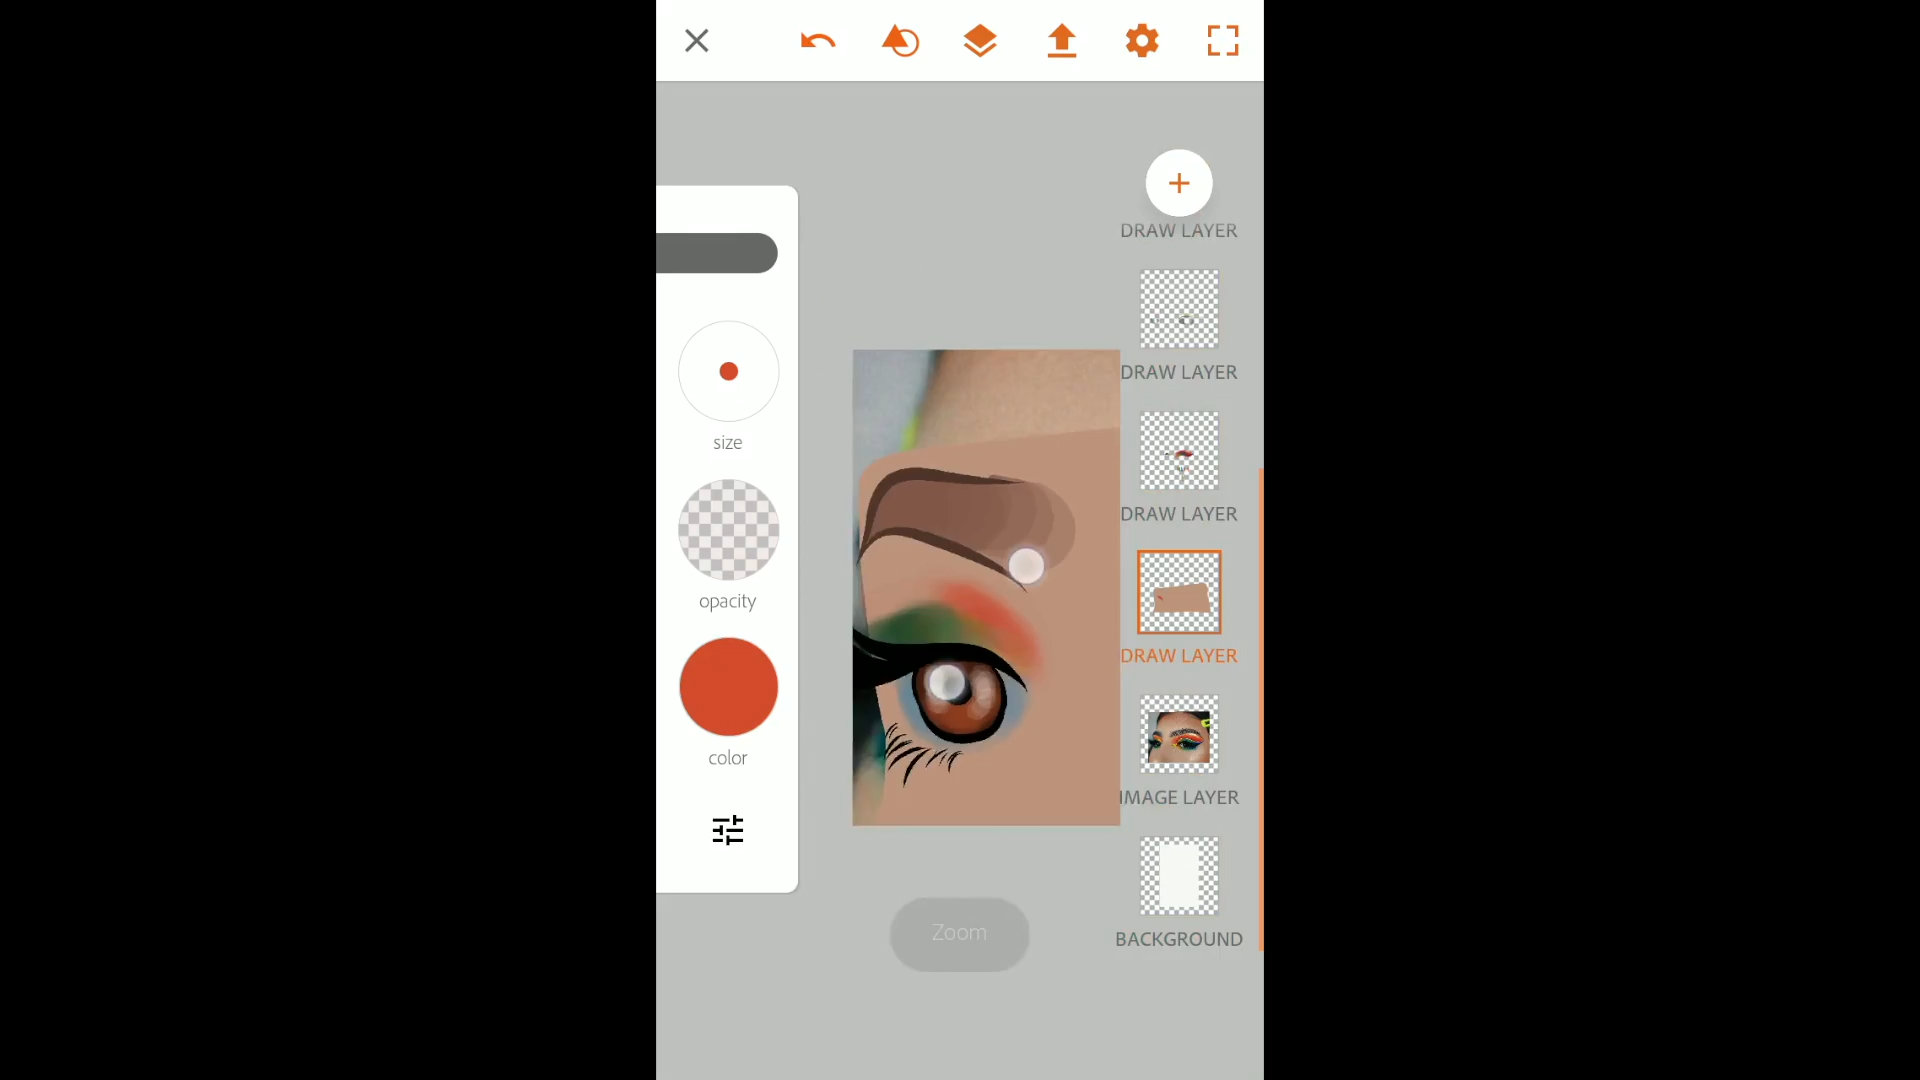 DRAW LAYER
DRAW LAYER
size
DRAW LAYER
opacity
DRAW LAYER
color
IMAGE LAYER
Zoom
BACKGROUND